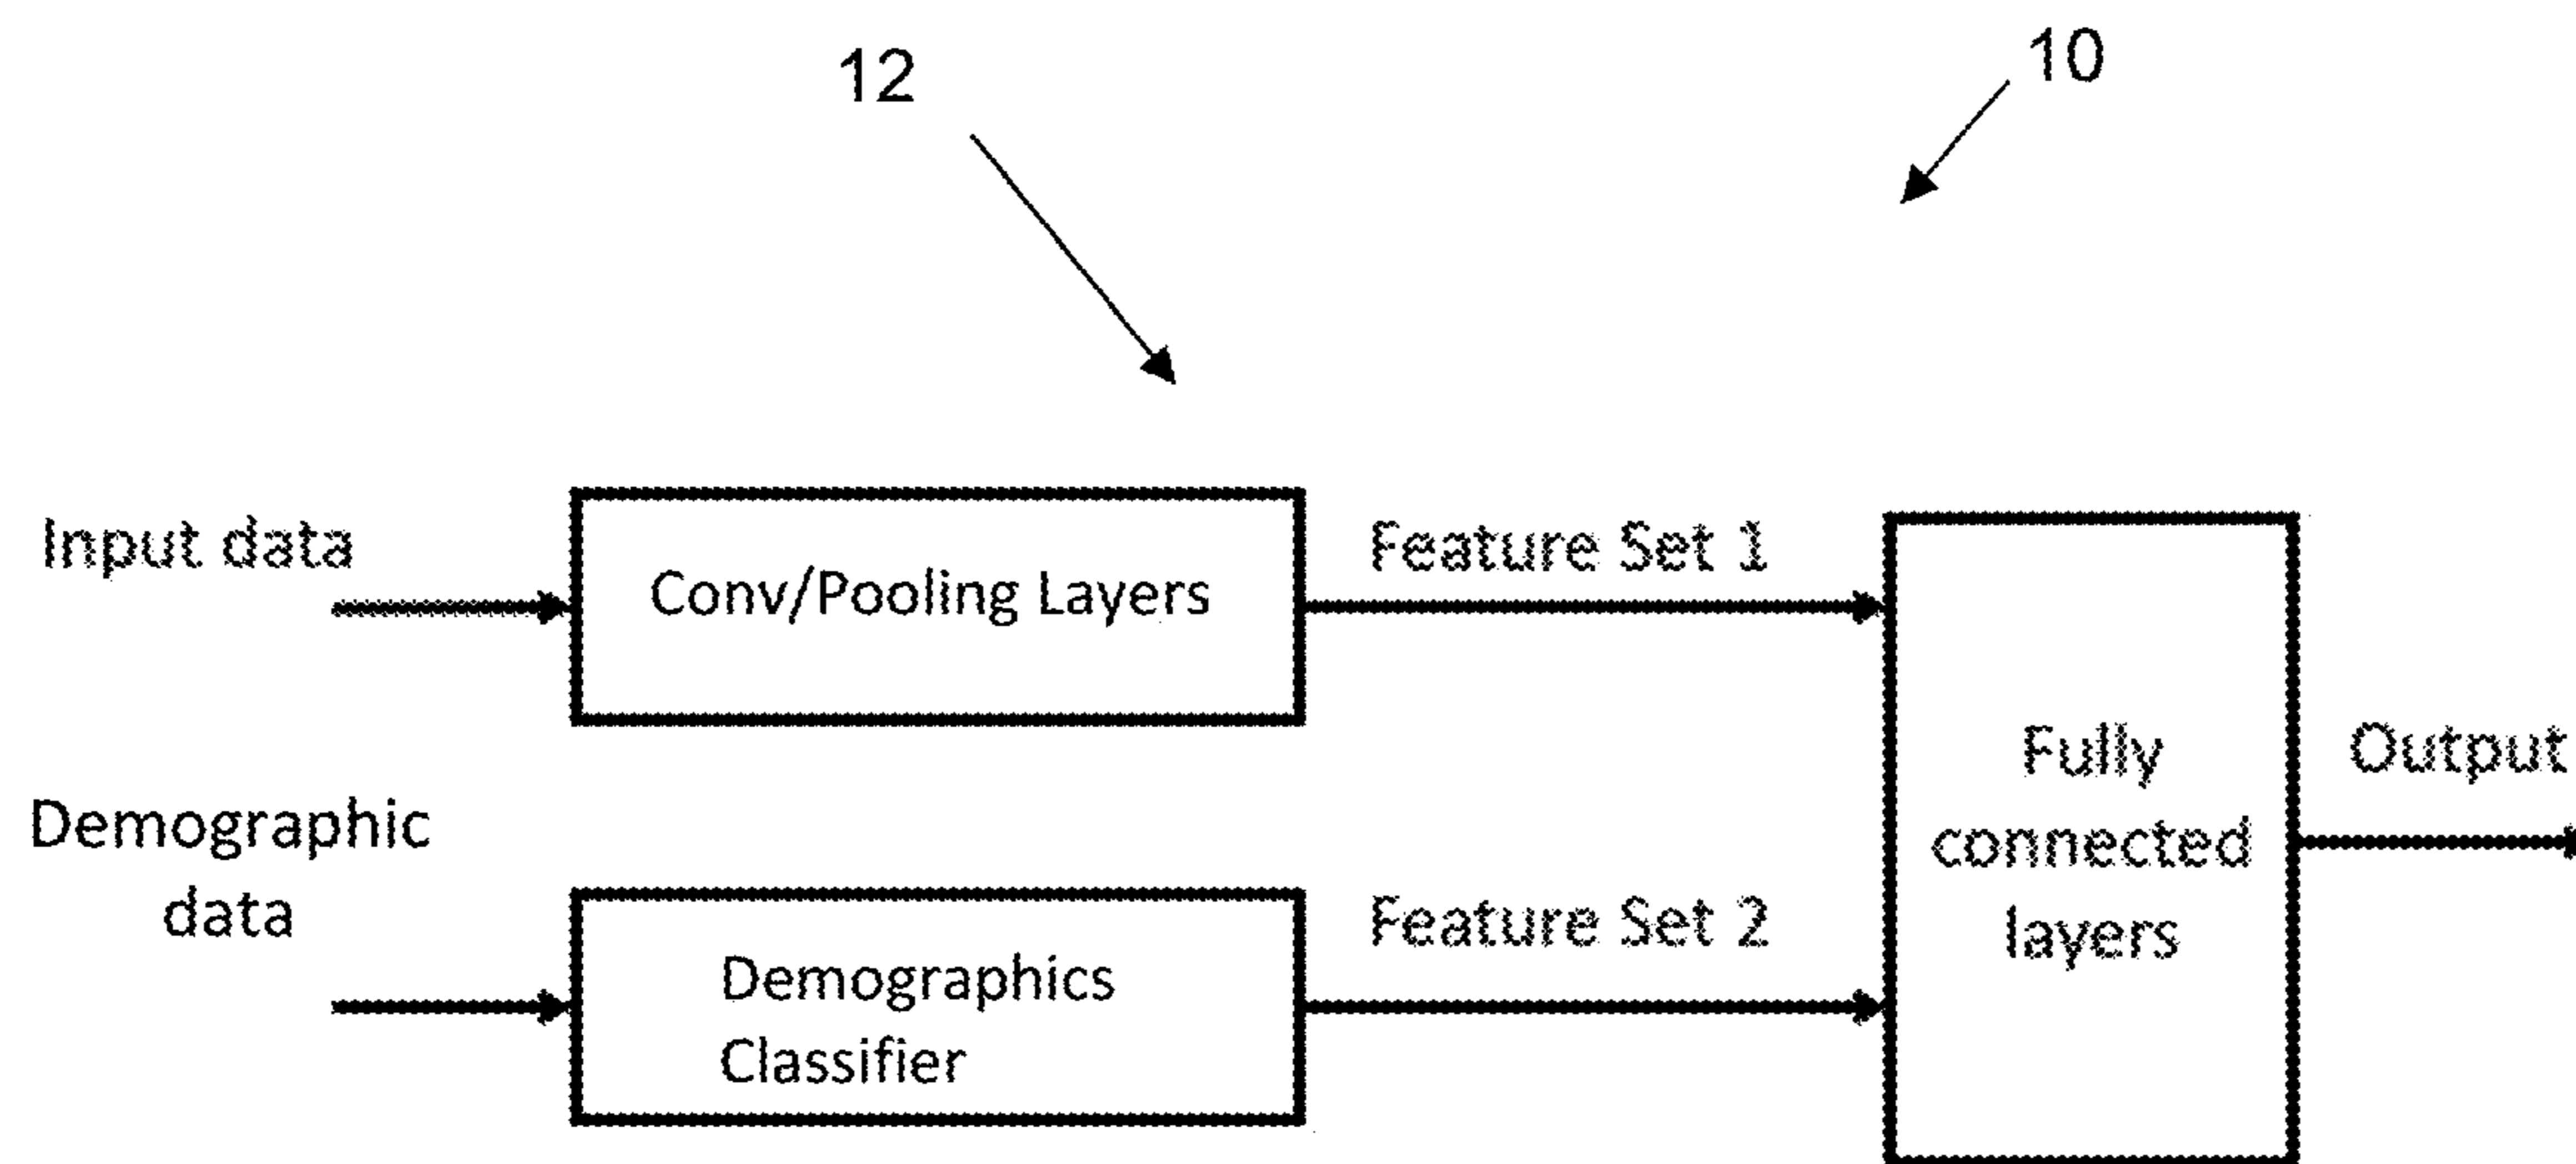 12
10
Input data
Conv/Pooling Layers
Feature Set 1
Demographic
data
Demographics
Classifier
Feature Set 2
Fully
connected
layers
Output